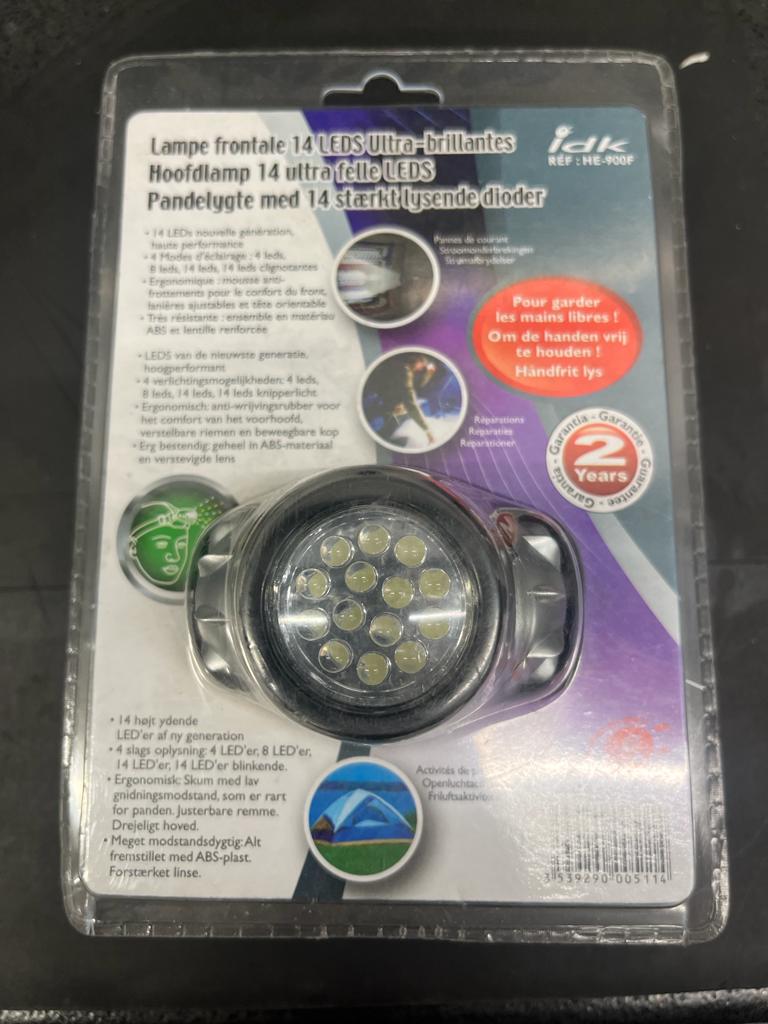 Lampe frontale 14 LEDS Ultra-brillantes
Hoofdlamp 14 ultra felle LEDS
Pandelygte med 14 stærkt lysende dioder
idk
REF : HE-900F
• 14 LEDs nouvelle génération,
haute performance
• 4 Modes d'éclairage : 4 leds,
8 leds, 14 leds, 14 leds clignotantes
• Ergonomique : mousse anti-
frottements pour le confort du front,
lanières ajustables et tête orientable
• Très résistante : ensemble en matériau
ABS et lentille renforcée
Pannes de courant
Stroomonderbrekingen
Strømafbrydelser
Pour garder
les mains libres !
Om de handen vrij
te houden !
Håndfrit lys
• LEDS van de nieuwste generatie,
hoogperformant
• 4 verlichtingsmogelijkheden: 4 leds,
8 leds, 14 leds, 14 leds knipperlicht
• Ergonomisch: anti-wrijvingsrubber voor
het comfort van het voorhoofd,
verstelbare riemen en beweegbare kop
• Erg bestendig: geheel in ABS-materiaal
en verstevigde lens
Réparations
Reparaties
Reparationer
Garantia - Garantie - Guarantee - Garantia -
2
Years
• 14 højt ydende
LED'er af ny generation
• 4 slags oplysning: 4 LED'er, 8 LED'er,
14 LED'er, 14 LED'er blinkende.
• Ergonomisk: Skum med lav
gnidningsmodstand, som er rart
for panden. Justerbare remme.
Drejeligt hoved.
• Meget modstandsdygtig: Alt
fremstillet med ABS-plast.
Forstærket linse.
Activités de
3 539290 005114